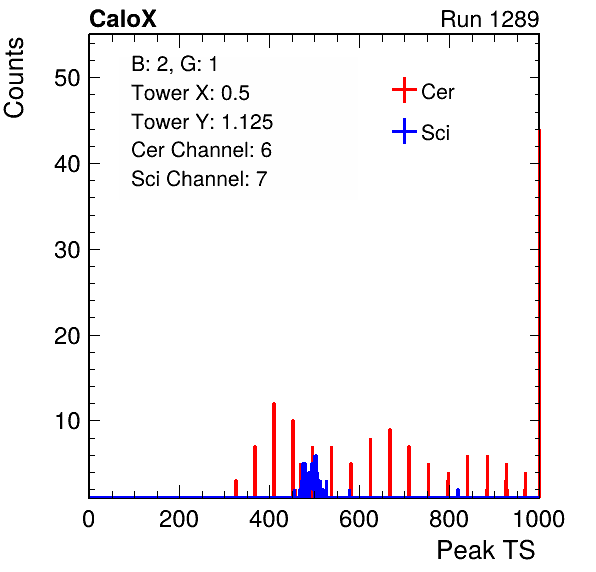 CaloX Run 1289
Counts
B: 2, G: 1
Tower X: 0.5
Tower Y: 1.125
Cer Channel: 6
Sci Channel: 7
Cer
Sci
50
40
30
20
10
0 200 400 600 800 1000
Peak TS